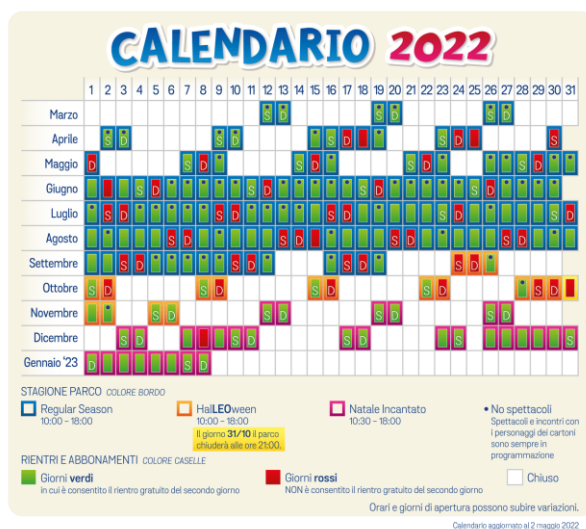 CALENDARIO 2022
1 2 3 4 5 6 7 8 9 10 11 12 13 14 15 16 17 18 19 20 21 22 23 24 25 26 27 28 29 30 31
Marzo S D S D S D
Aprile S D S D S D S D S
Maggio D S D S D S D S D
Giugno S D S D S D S D
Luglio S D S D S D S D S D
Agosto S D S D S D S D
Settembre S D S D S D S D
Ottobre S D S D S D S D S D
Novembre S D S D S D S D
Dicembre S D S D S D S S
Gennaio '23 D S D
STAGIONE PARCO COLORE BORDO
Regular Season
10:00 - 18:00
HalLEOween
10:00 - 18:00
Il giorno 31/10 il parco
chiuderà alle ore 21:00.
Natale Incantato
10:30 - 18:00
• No spettacoli
Spettacoli e incontri con
i personaggi dei cartoni
sono sempre in
programmazione
RIENTRI E ABBONAMENTI COLORE CASELLE
Giorni verdi
in cui è consentito il rientro gratuito del secondo giorno
Giorni rossi
NON è consentito il rientro gratuito del secondo giorno
Chiuso
Orari e giorni di apertura possono subire variazioni.
Calendario aggiornato al 2 maggio 2022